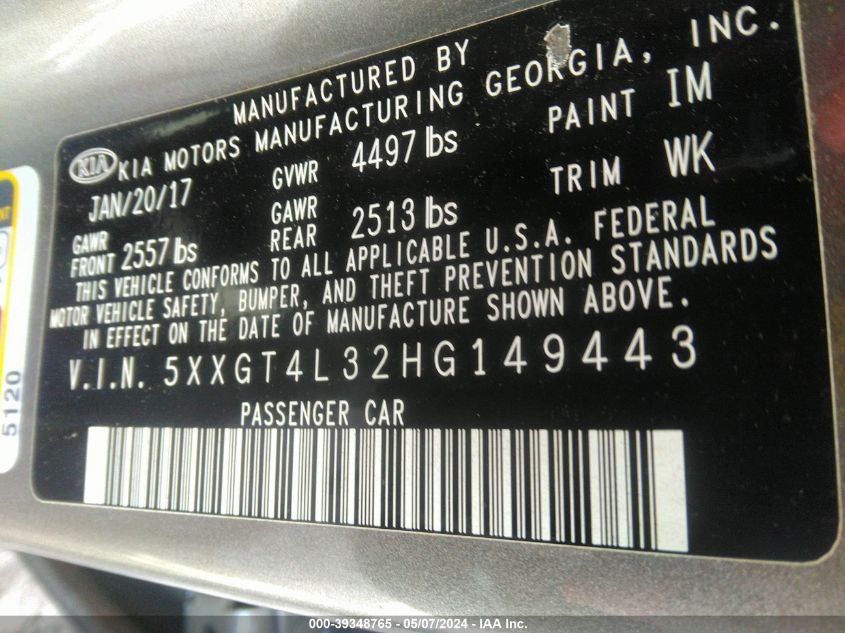 MANUFACTURED BY
KIA KIA MOTORS MANUFACTURING GEORGIA, INC.
JAN/20/17 GVWR 4497 lbs PAINT IM
GAWR FRONT 2557 lbs GAWR REAR 2513 lbs TRIM WK
THIS VEHICLE CONFORMS TO ALL APPLICABLE U.S.A. FEDERAL
MOTOR VEHICLE SAFETY, BUMPER, AND THEFT PREVENTION STANDARDS
IN EFFECT ON THE DATE OF MANUFACTURE SHOWN ABOVE.
V.I.N. 5XXGT4L32HG149443
PASSENGER CAR
5120
000-39348765 - 05/07/2024 - IAA Inc.